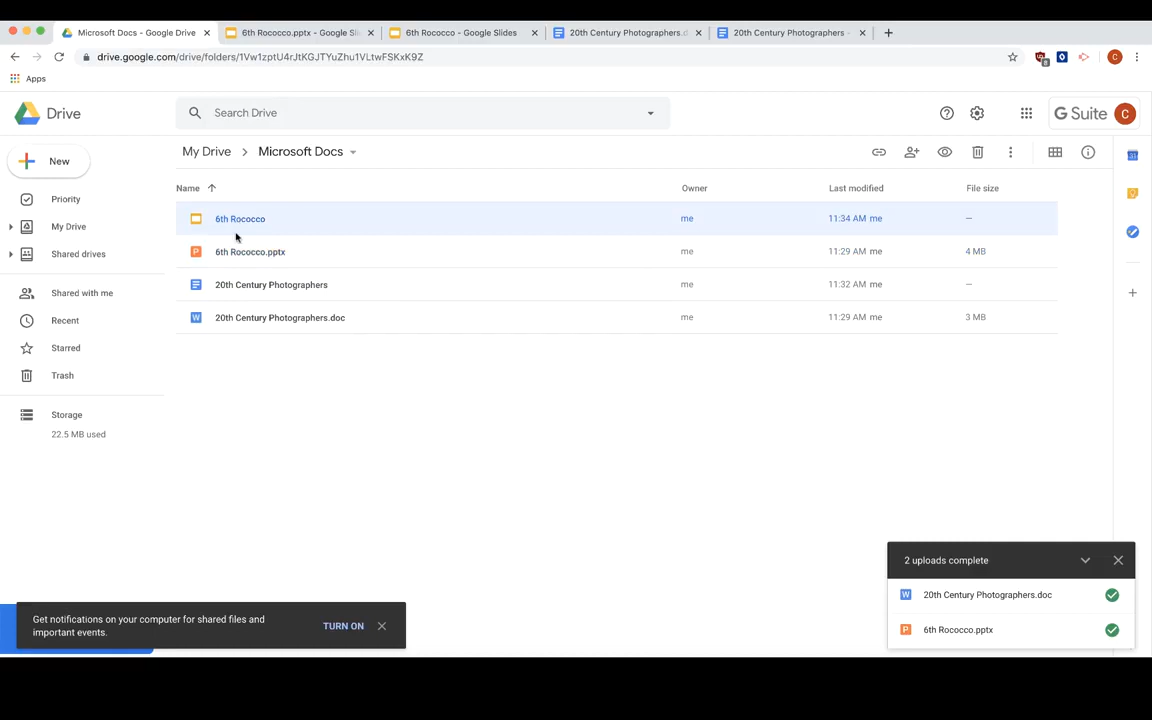 Microsoft Docs - Google Drive
6th Rococco.pptx - Google Sli
6th Rococco - Google Slides
20th Century Photographers.d
20th Century Photographers -
drive.google.com/drive/folders/1Vw1zptU4rJtKGJTYuZhu1VLtwFSKxK9Z
C
Apps
Drive
Search Drive
G Suite
C
New
My Drive
Microsoft Docs
Name
Owner
Last modified
File size
Priority
My Drive
Shared drives
Shared with me
Recent
Starred
Trash
Storage
22.5 MB used
6th Rococco
me
11:34 AM me
—
P
6th Rococco.pptx
me
11:29 AM me
4 MB
20th Century Photographers
me
11:32 AM me
—
W
20th Century Photographers.doc
me
11:29 AM me
3 MB
Get notifications on your computer for shared files and
important events.
TURN ON
2 uploads complete
W
20th Century Photographers.doc
P
6th Rococco.pptx